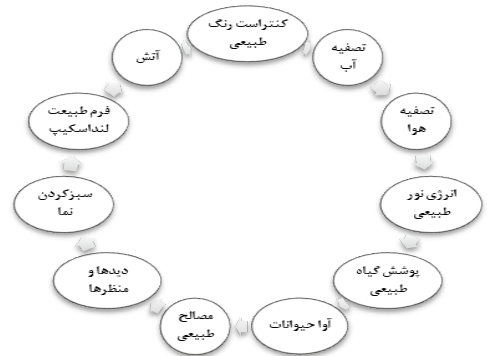 کنتراست رنگ
طبیعی
تصفیه
آب
تصفیه
هوا
انرژی نور
طبیعی
پوشش گیاه
طبیعی
آوا حیوانات
مصالح
طبیعی
دیدها و
منظرها
سبزکردن
نما
فرم طبیعت
لنداسکیپ
آتش